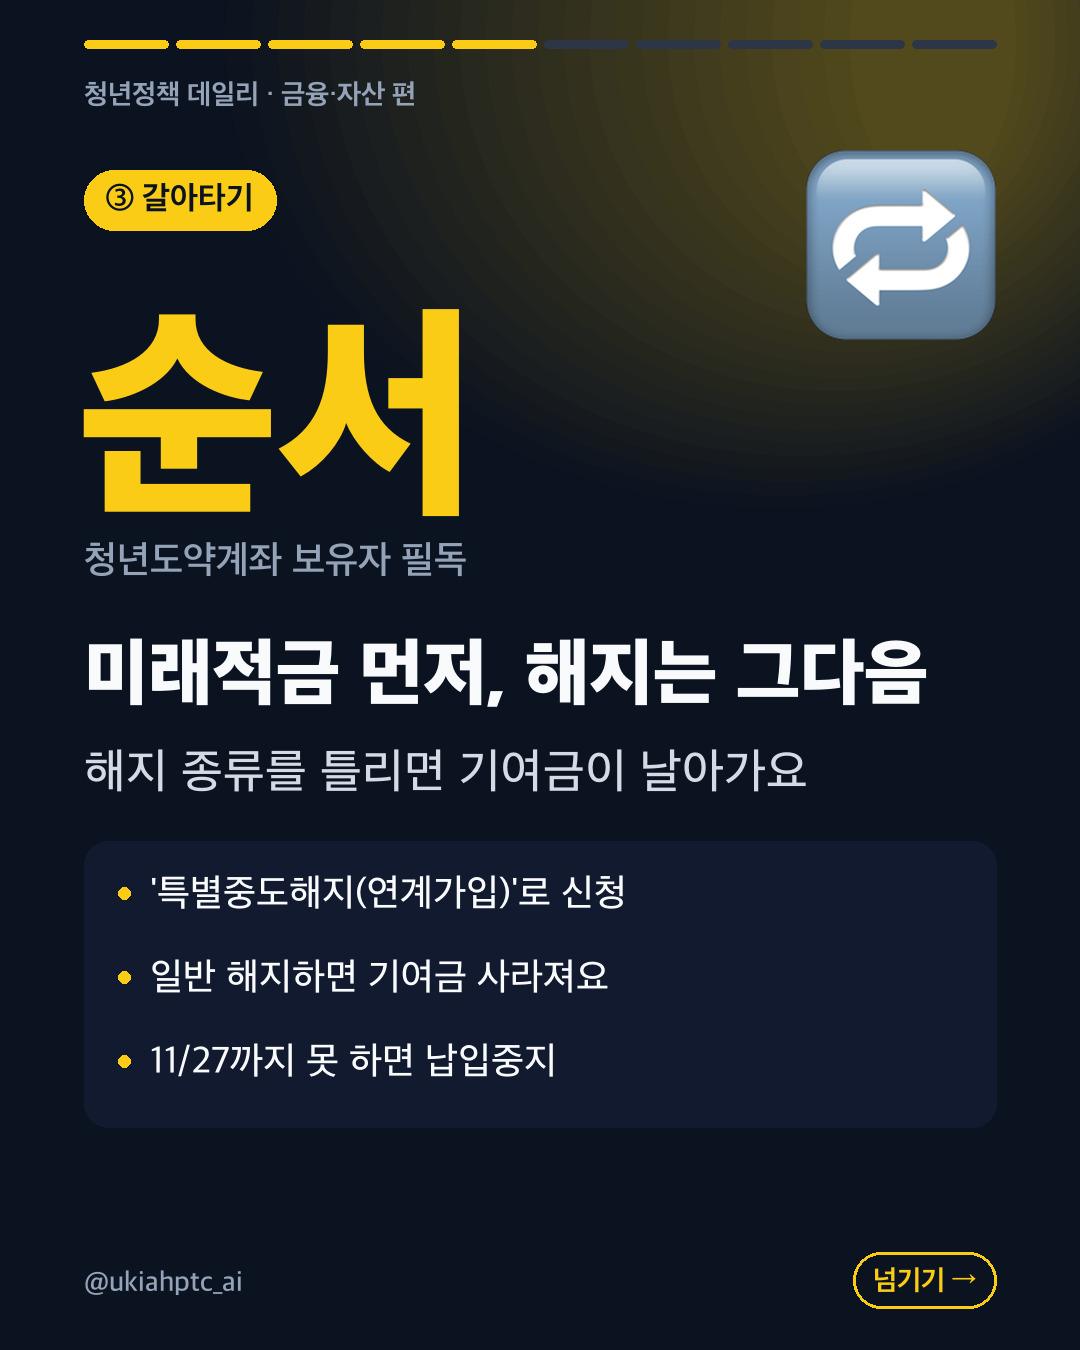 청년정책 데일리 · 금융·자산 편
③ 갈아타기
순서
청년도약계좌 보유자 필독
미래적금 먼저, 해지는 그다음
해지 종류를 틀리면 기여금이 날아가요
'특별중도해지(연계가입)'로 신청
일반 해지하면 기여금 사라져요
11/27까지 못 하면 납입중지
@ukiahptc_ai
넘기기 →